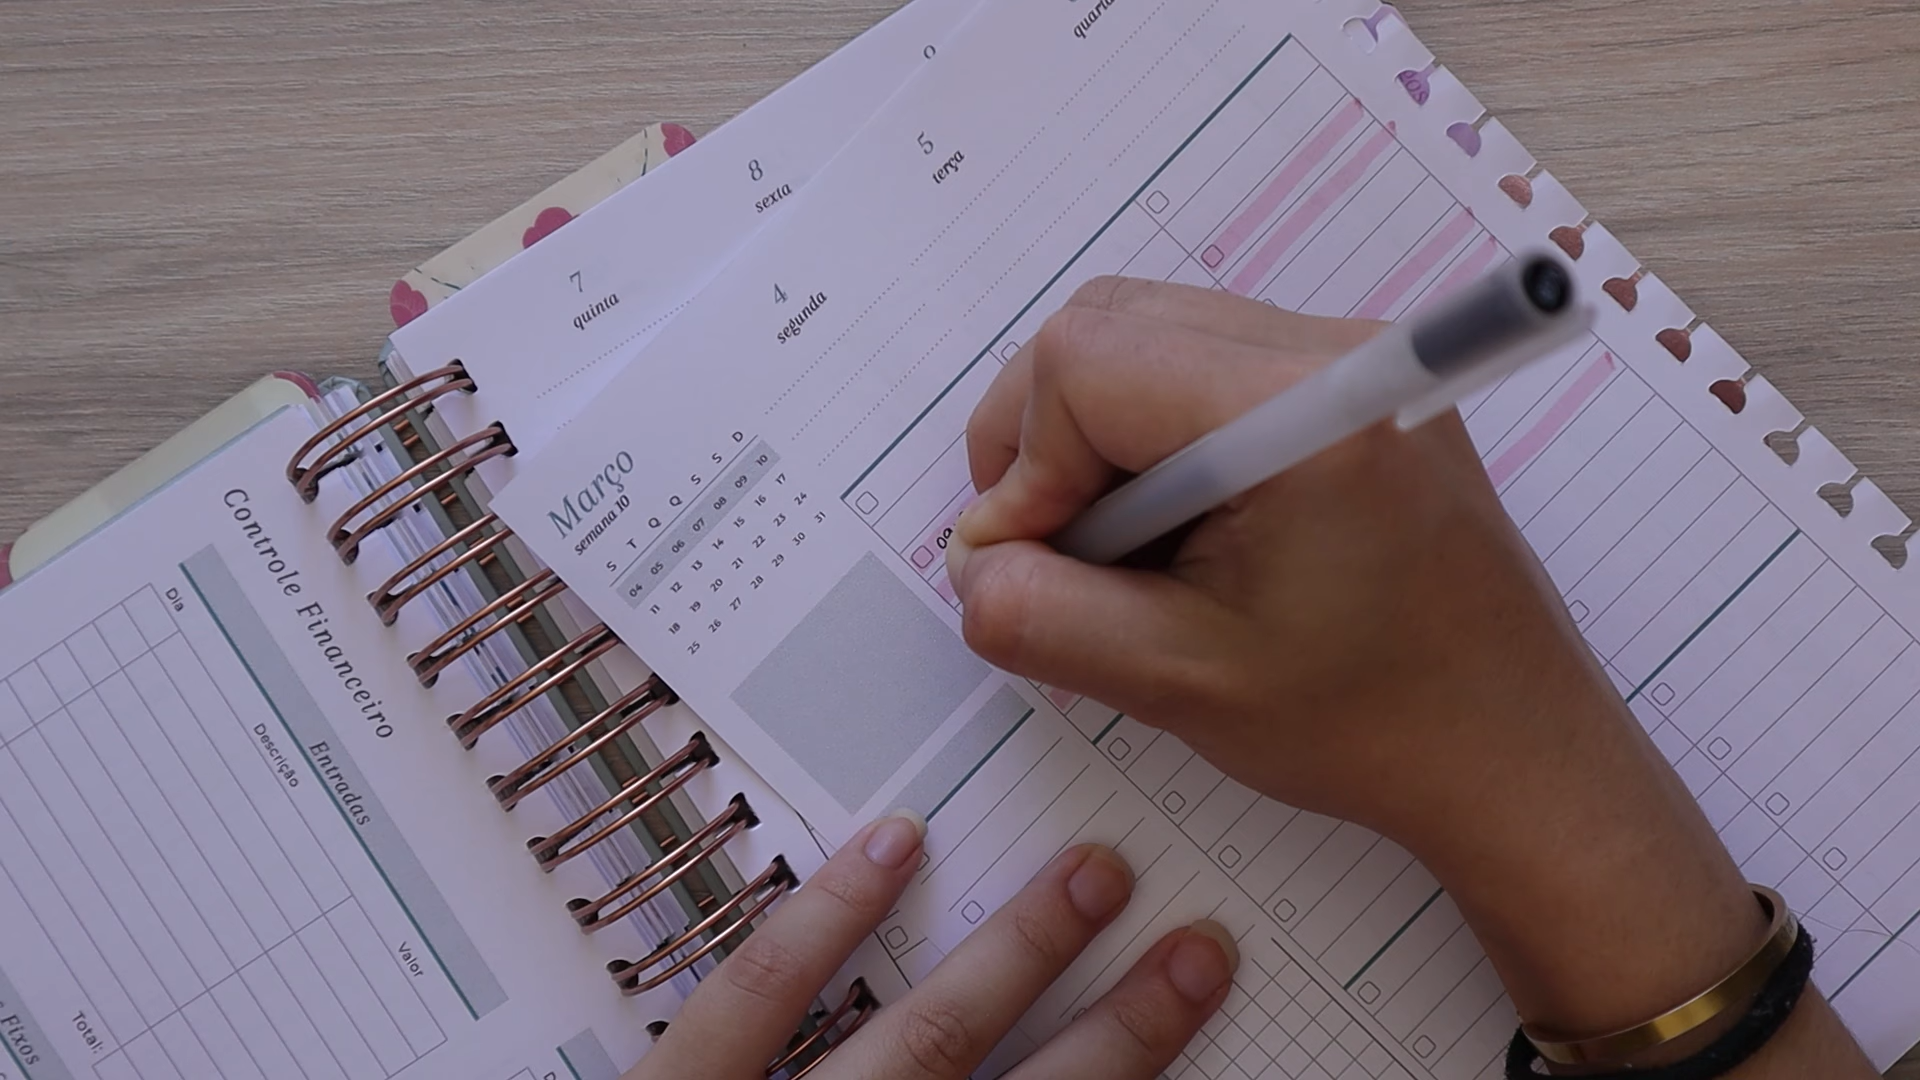 Controle Financeiro
Entradas
Dia
Descrição
Valor
Total:
Fixos
7
quinta
8
sexta
Março
semana 10
S T Q Q S S D
04 05 06 07 08 09 10
11 12 13 14 15 16 17
18 19 20 21 22 23 24
25 26 27 28 29 30 31
4
segunda
5
terça